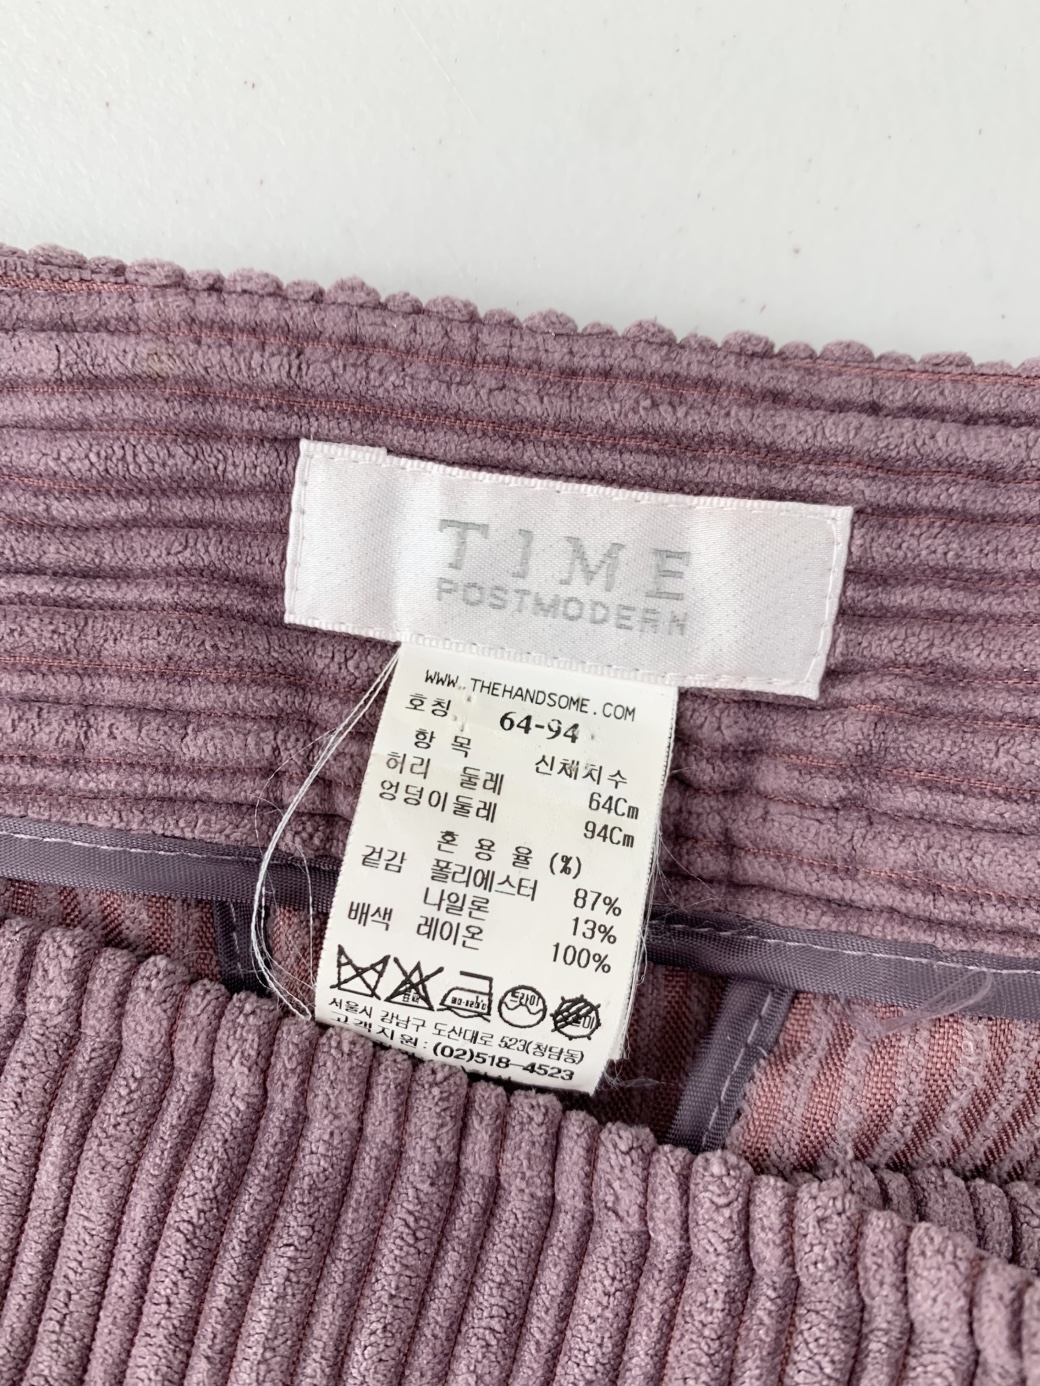 TIME
POSTMODERN
WWW.THEHANDSOME.COM
호칭 64-94
항 목 신체치수
허리 둘레 64Cm
엉덩이둘레 94Cm
혼 용 율 (%)
겉감 폴리에스터 87%
나일론 13%
배색 레이온 100%
드라이
서울시 강남구 도산대로 523(청담동)
고객지원 : (02)518-4523